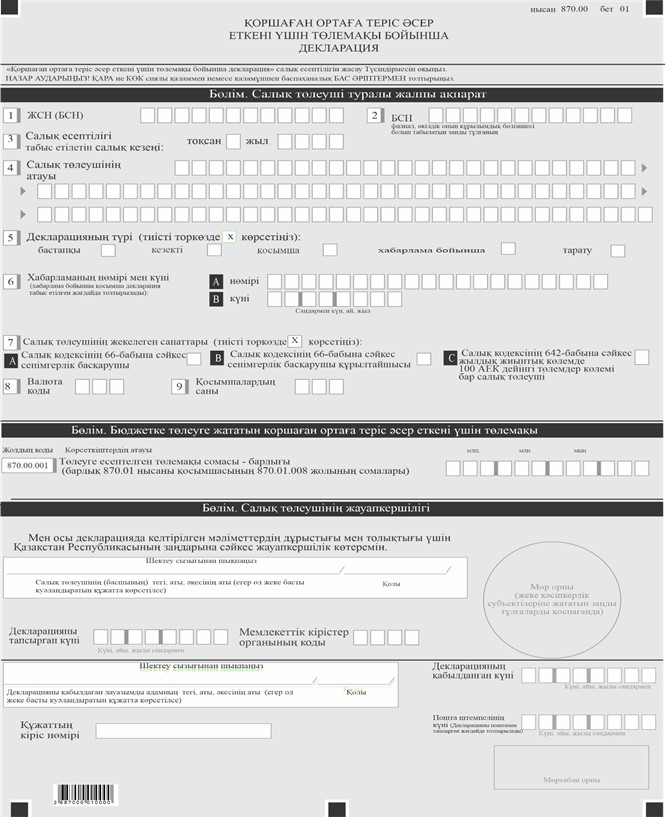 нысан 870.00 бет 01
ҚОРШАҒАН ОРТАҒА ТЕРІС ӘСЕР
ЕТКЕНІ ҮШІН ТӨЛЕМАҚЫ БОЙЫНША
ДЕКЛАРАЦИЯ
«Қоршаған ортаға теріс әсер еткені үшін төлемақы бойынша декларация» салық есептілігін жасау Түсіндірмесін оқыңыз.
НАЗАР АУДАРЫҢЫЗ! ҚАРА не КӨК сиялы қаламмен немесе қаламұшпен баспаханалық БАС ӘРІПТЕРМЕН толтырыңыз.
Бөлім. Салық төлеуші туралы жалпы ақпарат
1 ЖСН (БСН)
2 БСН
филиал, өкілдік оның құрылымдық бөлімшесі
болып табылатын заңды тұлғаның
3 Салық есептілігі
табыс етілетін салық кезеңі:
тоқсан жыл
4 Салық төлеушінің
атауы
5 Декларацияның түрі (тиісті торкөзде X көрсетіңіз):
бастапқы кезекті қосымша хабарлама бойынша тарату
6 Хабарламаның нөмірі мен күні
(хабарлама бойынша қосымша декларация
табыс етілген жағдайда толтырылады):
A нөмірі
B күні
Сандармен күн, ай, жыл
7 Салық төлеушінің жекелеген санаттары (тиісті торкөзде X көрсетіңіз):
A Салық кодексінің 66-бабына сәйкес
сенімгерлік басқарушы
B Салық кодексінің 66-бабына сәйкес
сенімгерлік басқарушы құрылтайшысы
C Салық кодексінің 642-бабына сәйкес
жылдық жиынтық көлемде
100 АЕК дейінгі төлемдер көлемі
бар салық төлеуші
8 Валюта
коды
9 Қосымшалардың
саны
Бөлім. Бюджетке төлеуге жататын қоршаған ортаға теріс әсер еткені үшін төлемақы
Жолдың коды Көрсеткіштердің атауы
млд млн мың
870.00.001 Төлеуге есептелген төлемақы сомасы - барлығы
(барлық 870.01 нысаны қосымшасының 870.01.008 жолының сомалары)
Бөлім. Салық төлеушінің жауапкершілігі
Мен осы декларацияда келтірілген мәліметтердің дұрыстығы мен толықтығы үшін
Қазақстан Республикасының заңдарына сәйкес жауапкершілік көтеремін.
Шектеу сызығынан шықпаңыз
Салық төлеушінің (басшының) тегі, аты, әкесінің аты (егер ол жеке басты
куәландыратын құжатта көрсетілсе)
Қолы
Мөр орны
(жеке кәсіпкерлік
субъектілеріне жататын заңды
тұлғаларды қоспағанда)
Декларацияны
тапсырған күні
Күні, айы, жылы сандармен
Мемлекеттік кірістер
органының коды
Шектеу сызығынан шықпаңыз
Декларацияны қабылдаған лауазымды адамның тегі, аты, әкесінің аты (егер ол
жеке басты куәландыратын құжатта көрсетілсе)
Қолы
Декларацияның
қабылданған күні
Күні, айы, жылы сандармен
Құжаттың
кіріс нөмірі
Пошта штемпелінің
күні (Декларацияны поштамен
тапсырған жағдайда толтырылады)
Күні, айы, жылы сандармен
Мөртабан орны
2 687000 010000